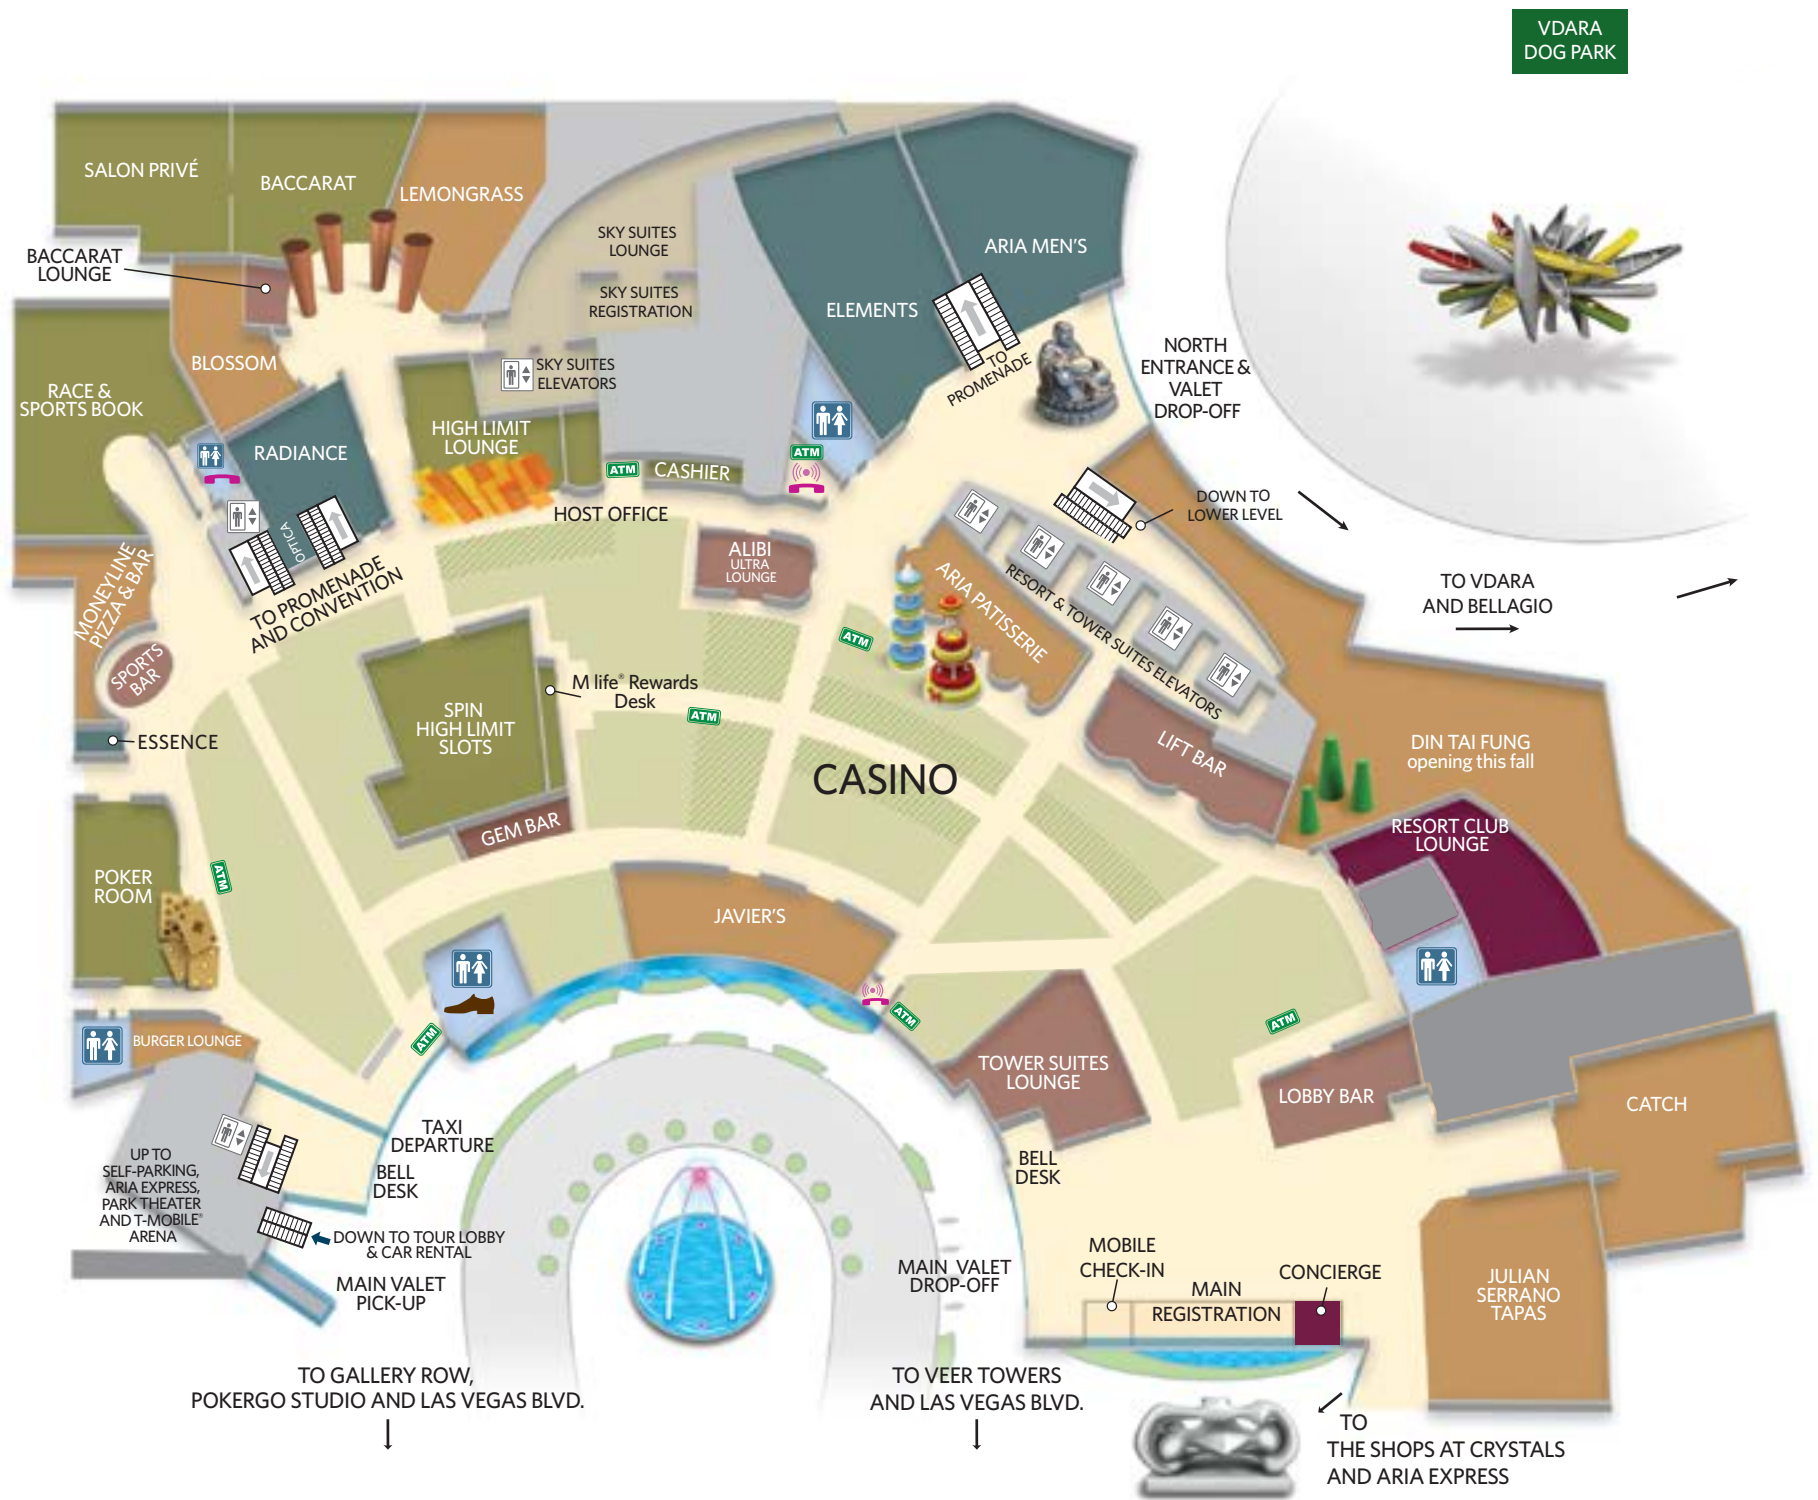 VDARA
DOG PARK
SALON PRIVÉ
BACCARAT
LEMONGRASS
BACCARAT
LOUNGE
SKY SUITES
LOUNGE
SKY SUITES
REGISTRATION
ARIA MEN'S
ELEMENTS
TO
PROMENADE
NORTH
ENTRANCE &
VALET
DROP-OFF
BLOSSOM
SKY SUITES
ELEVATORS
RACE &
SPORTS BOOK
RADIANCE
HIGH LIMIT
LOUNGE
ATM
CASHIER
ATM
HOST OFFICE
DOWN TO
LOWER LEVEL
OPTICA
TO PROMENADE
AND CONVENTION
MONEYLINE
PIZZA & BAR
ALIBI
ULTRA
LOUNGE
ARIA PATISSERIE
RESORT & TOWER SUITES ELEVATORS
TO VDARA
AND BELLAGIO
ATM
SPORTS
BAR
M life® Rewards
Desk
ATM
SPIN
HIGH LIMIT
SLOTS
ESSENCE
CASINO
LIFT BAR
DIN TAI FUNG
opening this fall
GEM BAR
RESORT CLUB
LOUNGE
POKER
ROOM
ATM
JAVIER'S
BURGER LOUNGE
ATM
ATM
ATM
TOWER SUITES
LOUNGE
LOBBY BAR
CATCH
TAXI
DEPARTURE
BELL
DESK
BELL
DESK
UP TO
SELF-PARKING,
ARIA EXPRESS,
PARK THEATER
AND T-MOBILE®
ARENA
DOWN TO TOUR LOBBY
& CAR RENTAL
MAIN VALET
PICK-UP
MAIN VALET
DROP-OFF
MOBILE
CHECK-IN
MAIN
REGISTRATION
CONCIERGE
JULIAN
SERRANO
TAPAS
TO GALLERY ROW,
POKERGO STUDIO AND LAS VEGAS BLVD.
TO VEER TOWERS
AND LAS VEGAS BLVD.
TO
THE SHOPS AT CRYSTALS
AND ARIA EXPRESS